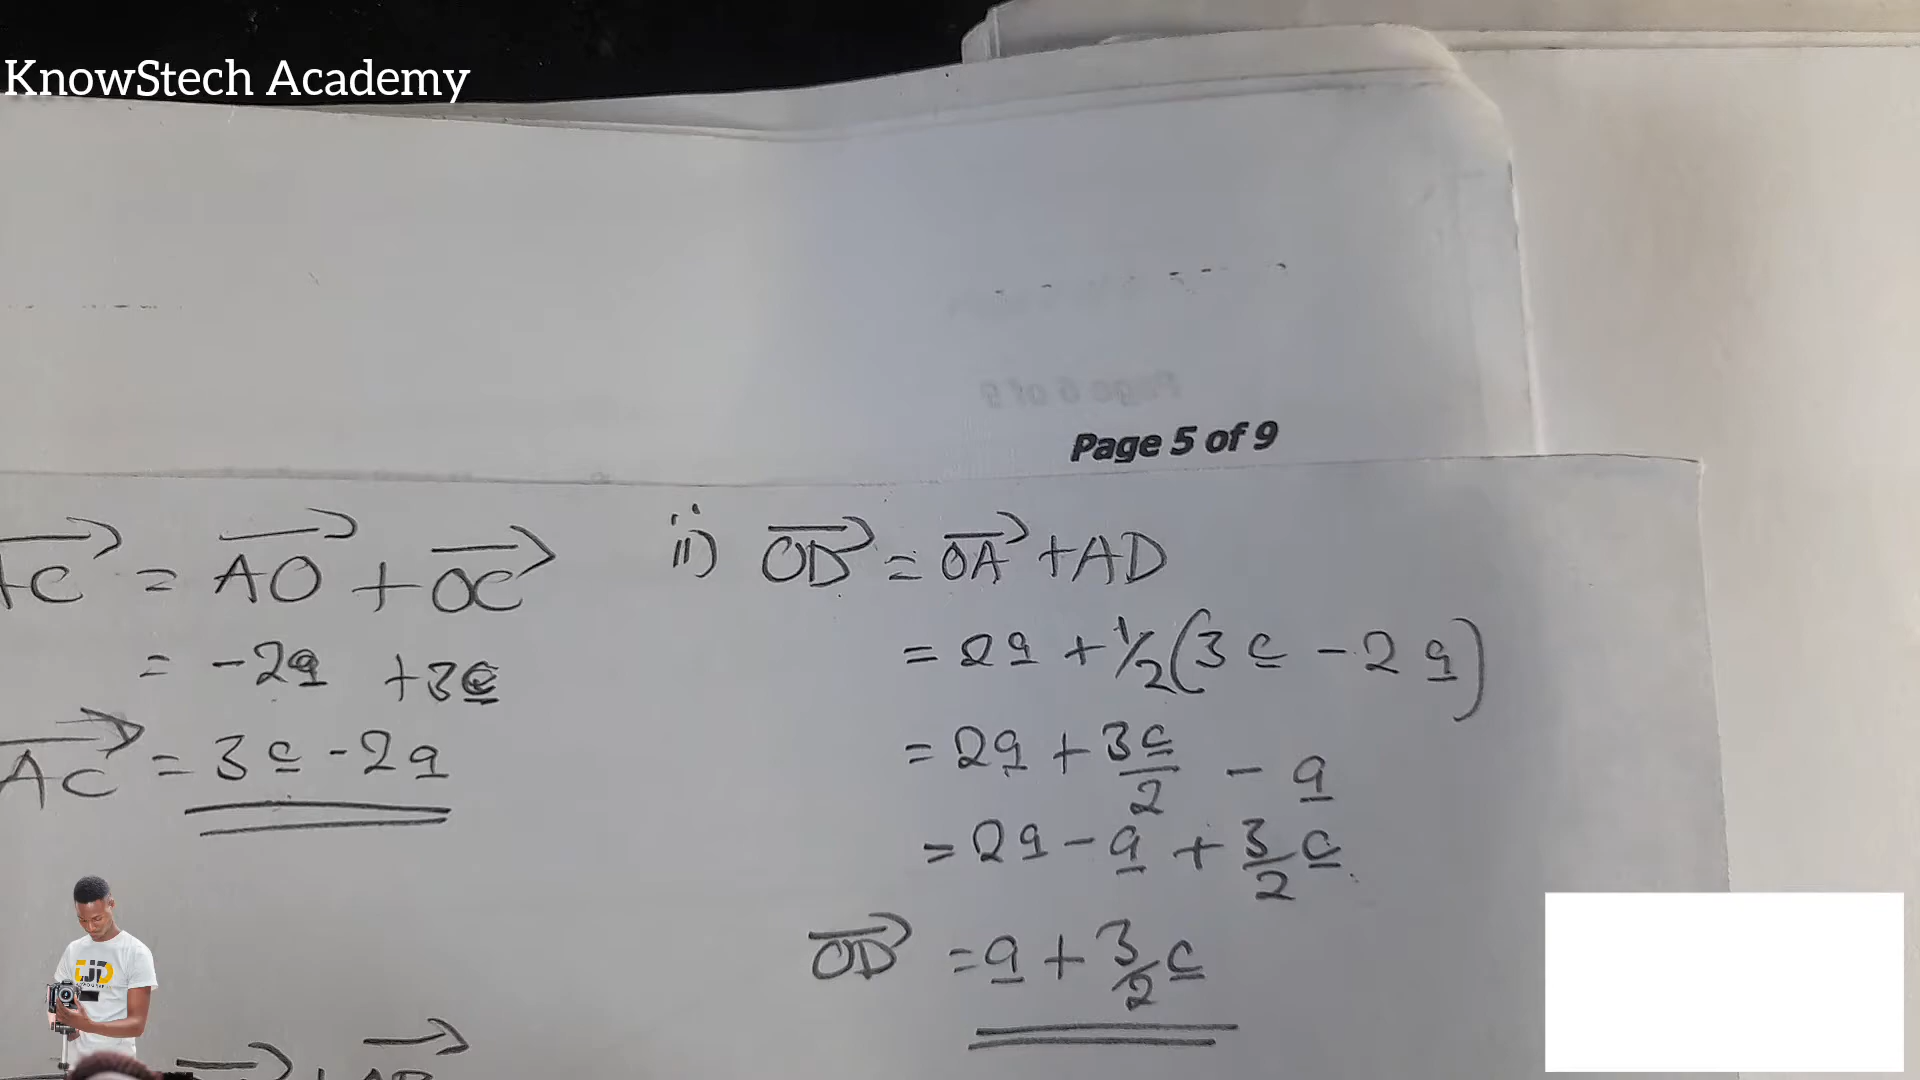 KnowStech Academy
Page 5 of 9
AC = AO + OC
= -2a + 3c
AC = 3c - 2a
ii) OD = OA + AD
= 2a + 1/2(3c - 2a)
= 2a + 3c/2 - a
= 2a - a + 3/2 c
OD = a + 3/2 c